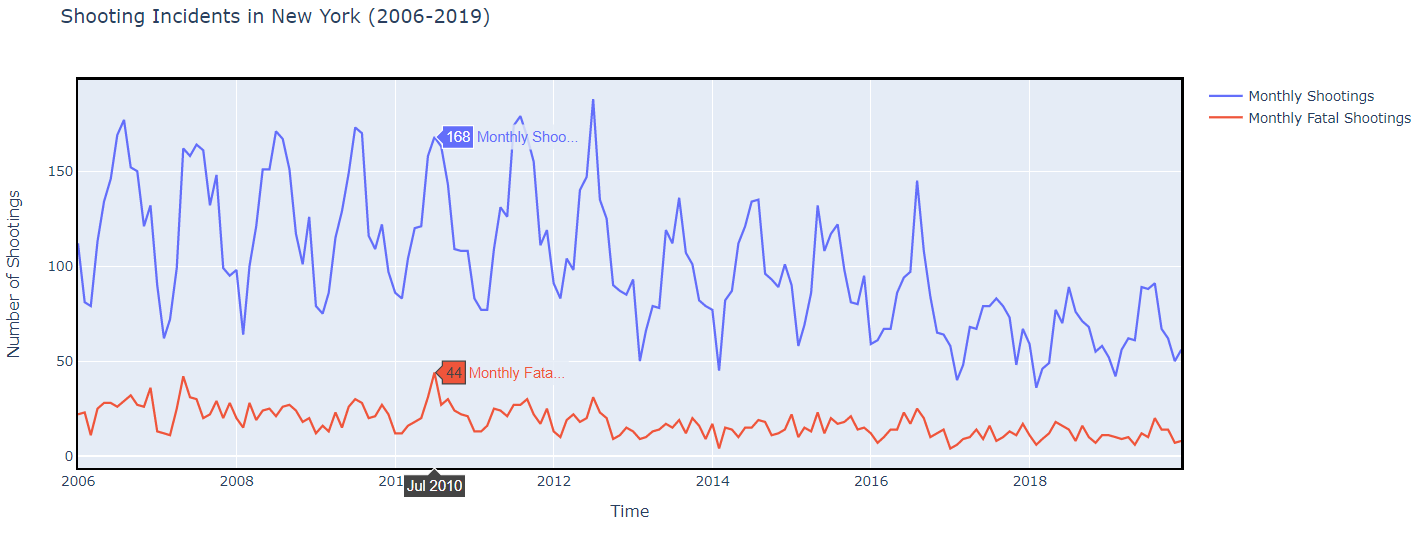 Shooting Incidents in New York (2006-2019)
Monthly Shootings
Monthly Fatal Shootings
Number of Shootings
150
100
50
0
168 Monthly Shoo...
44 Monthly Fata...
2006 2008 201 2012 2014 2016 2018
Jul 2010
Time